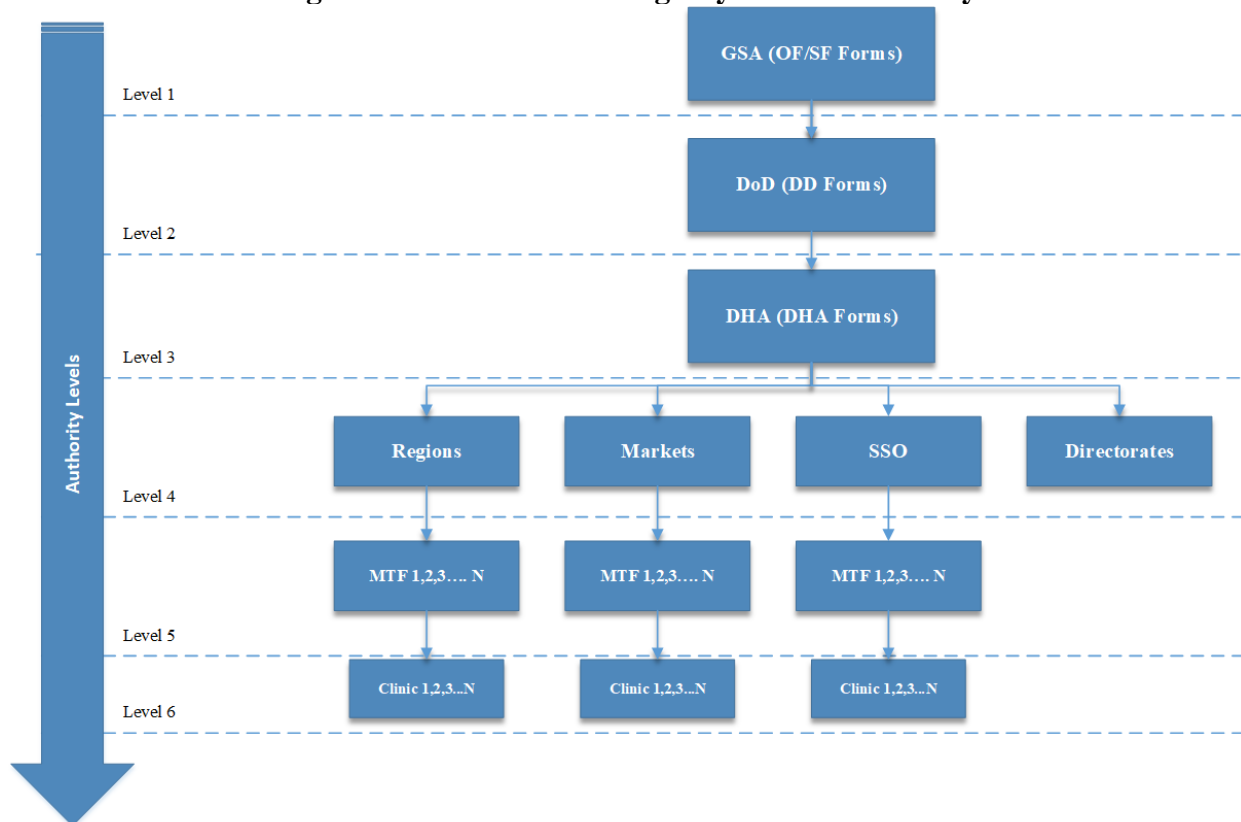 GSA (OF/SF Forms)
Level 1
DoD (DD Forms)
Level 2
DHA (DHA Forms)
Level 3
Regions
Markets
SSO
Directorates
Level 4
MTF 1,2,3.... N
MTF 1,2,3.... N
MTF 1,2,3.... N
Level 5
Clinic 1,2,3...N
Clinic 1,2,3...N
Clinic 1,2,3...N
Level 6
Authority Levels